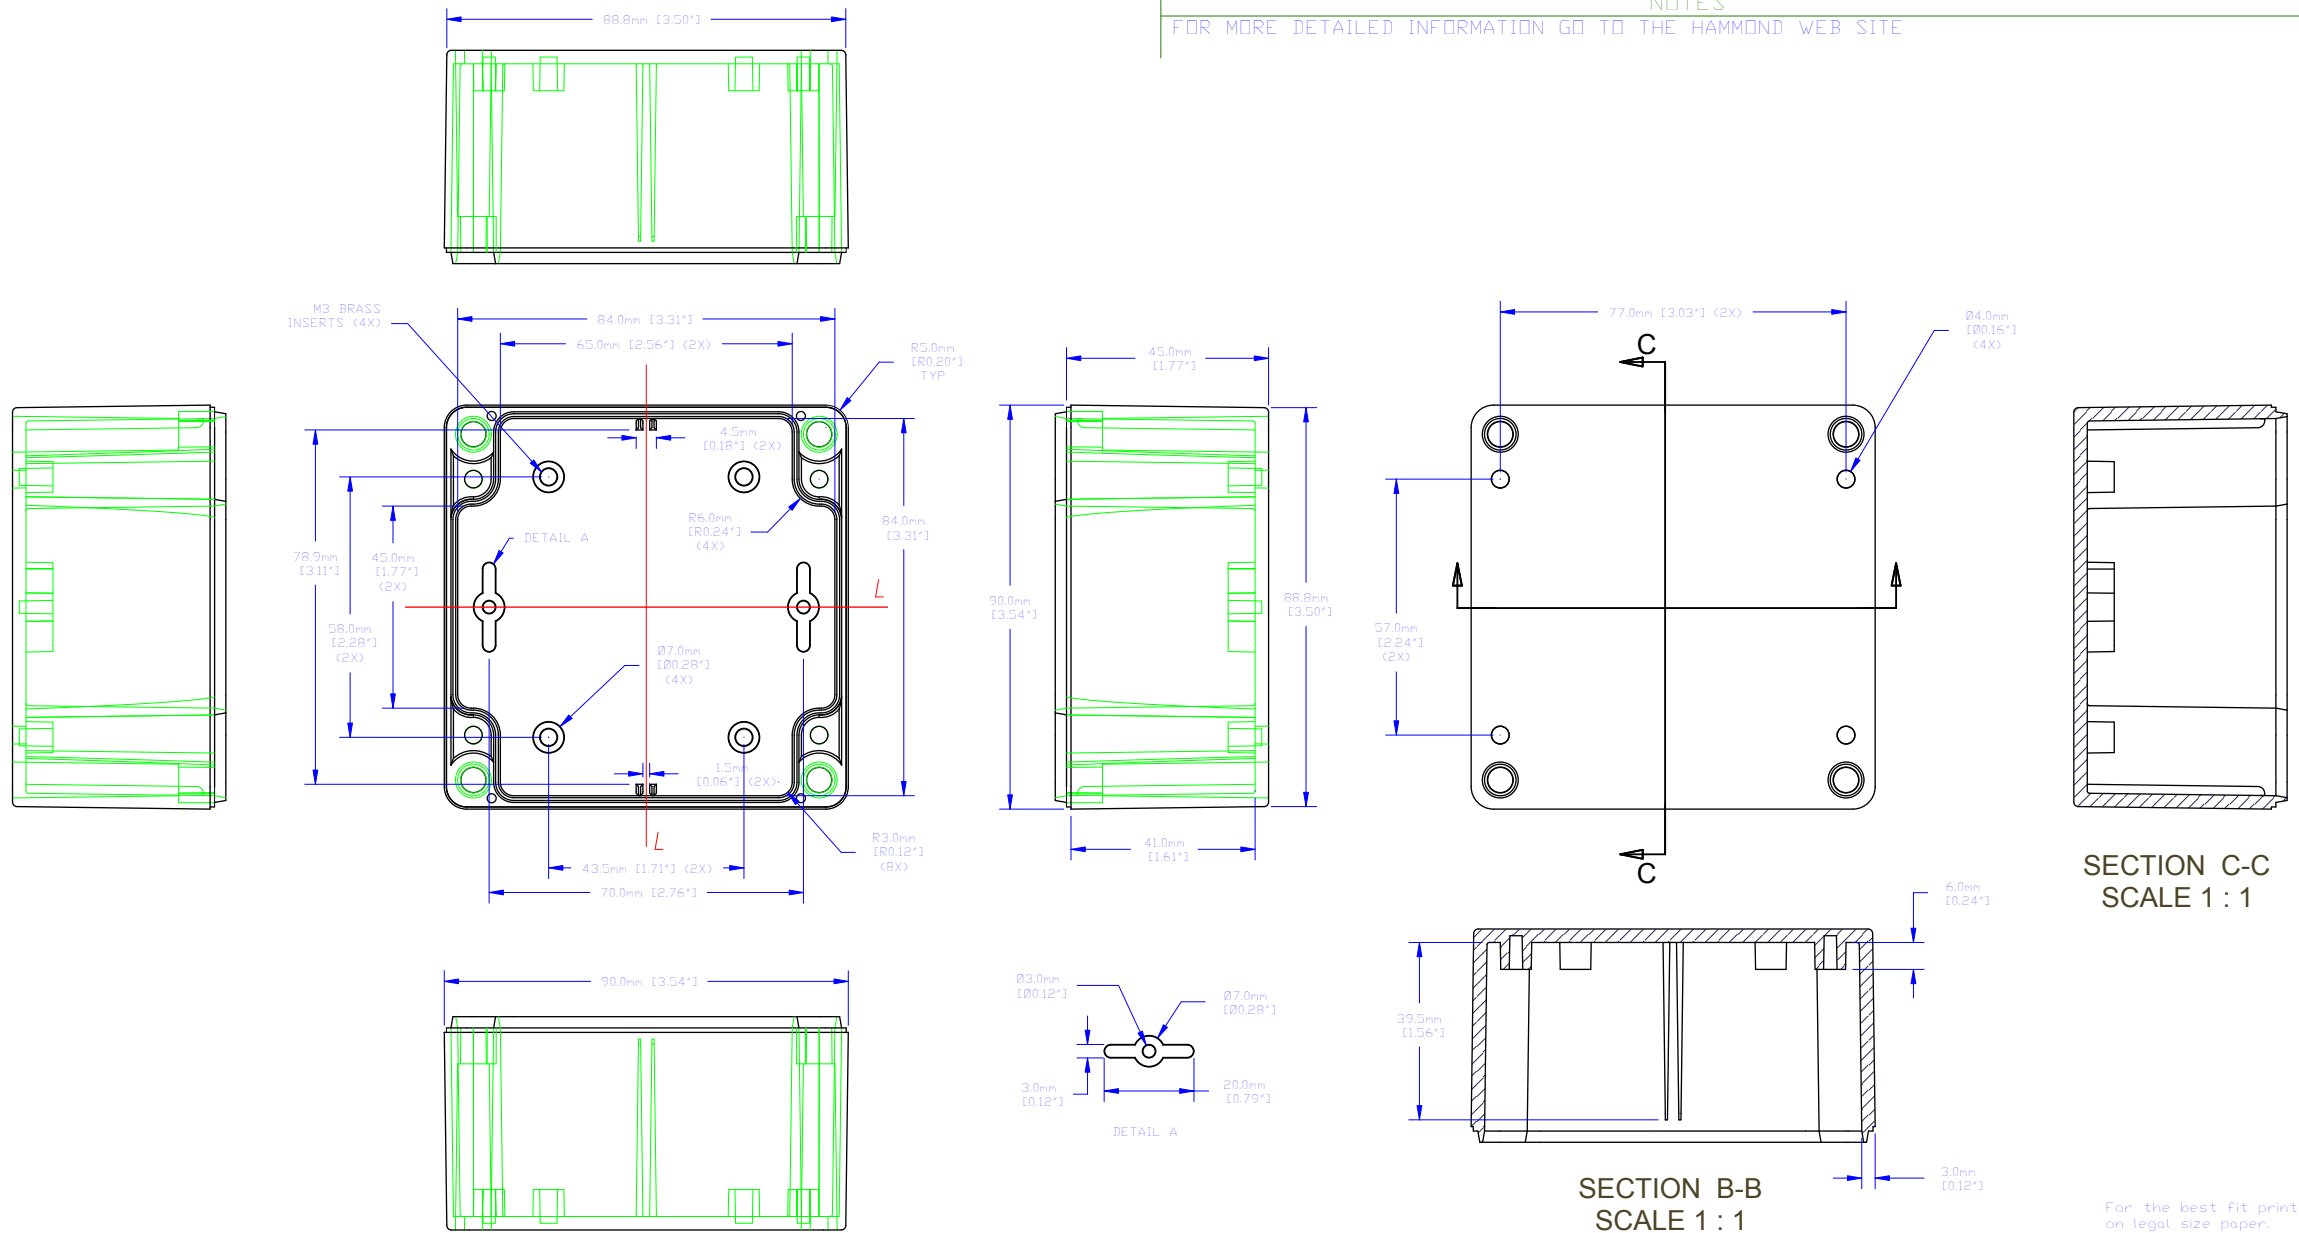 NOTES
FOR MORE DETAILED INFORMATION GO TO THE HAMMOND WEB SITE
88.8mm [3.50"]
M3 BRASS
INSERTS (4X)
84.0mm [3.31"]
65.0mm [2.56"] (2X)
R5.0mm
[R0.20"]
TYP
4.5mm
[0.18"] (2X)
R6.0mm
[R0.24"]
(4X)
84.0mm
[3.31"]
DETAIL A
78.9mm
[3.11"]
45.0mm
[1.77"]
(2X)
58.0mm
[2.28"]
(2X)
L
Ø7.0mm
[Ø0.28"]
(4X)
1.5mm
[0.06"] (2X)
L
R3.0mm
[R0.12"]
(8X)
43.5mm [1.71"] (2X)
70.0mm [2.76"]
45.0mm
[1.77"]
90.0mm
[3.54"]
88.8mm
[3.50"]
41.0mm
[1.61"]
77.0mm [3.03"] (2X)
Ø4.0mm
[Ø0.16"]
(4X)
C
57.0mm
[2.24"]
(2X)
C
SECTION C-C
SCALE 1 : 1
90.0mm [3.54"]
Ø3.0mm
[Ø0.12"]
Ø7.0mm
[Ø0.28"]
3.0mm
[0.12"]
20.0mm
[0.79"]
DETAIL A
6.0mm
[0.24"]
39.5mm
[1.56"]
3.0mm
[0.12"]
SECTION B-B
SCALE 1 : 1
For the best fit print
on legal size paper.